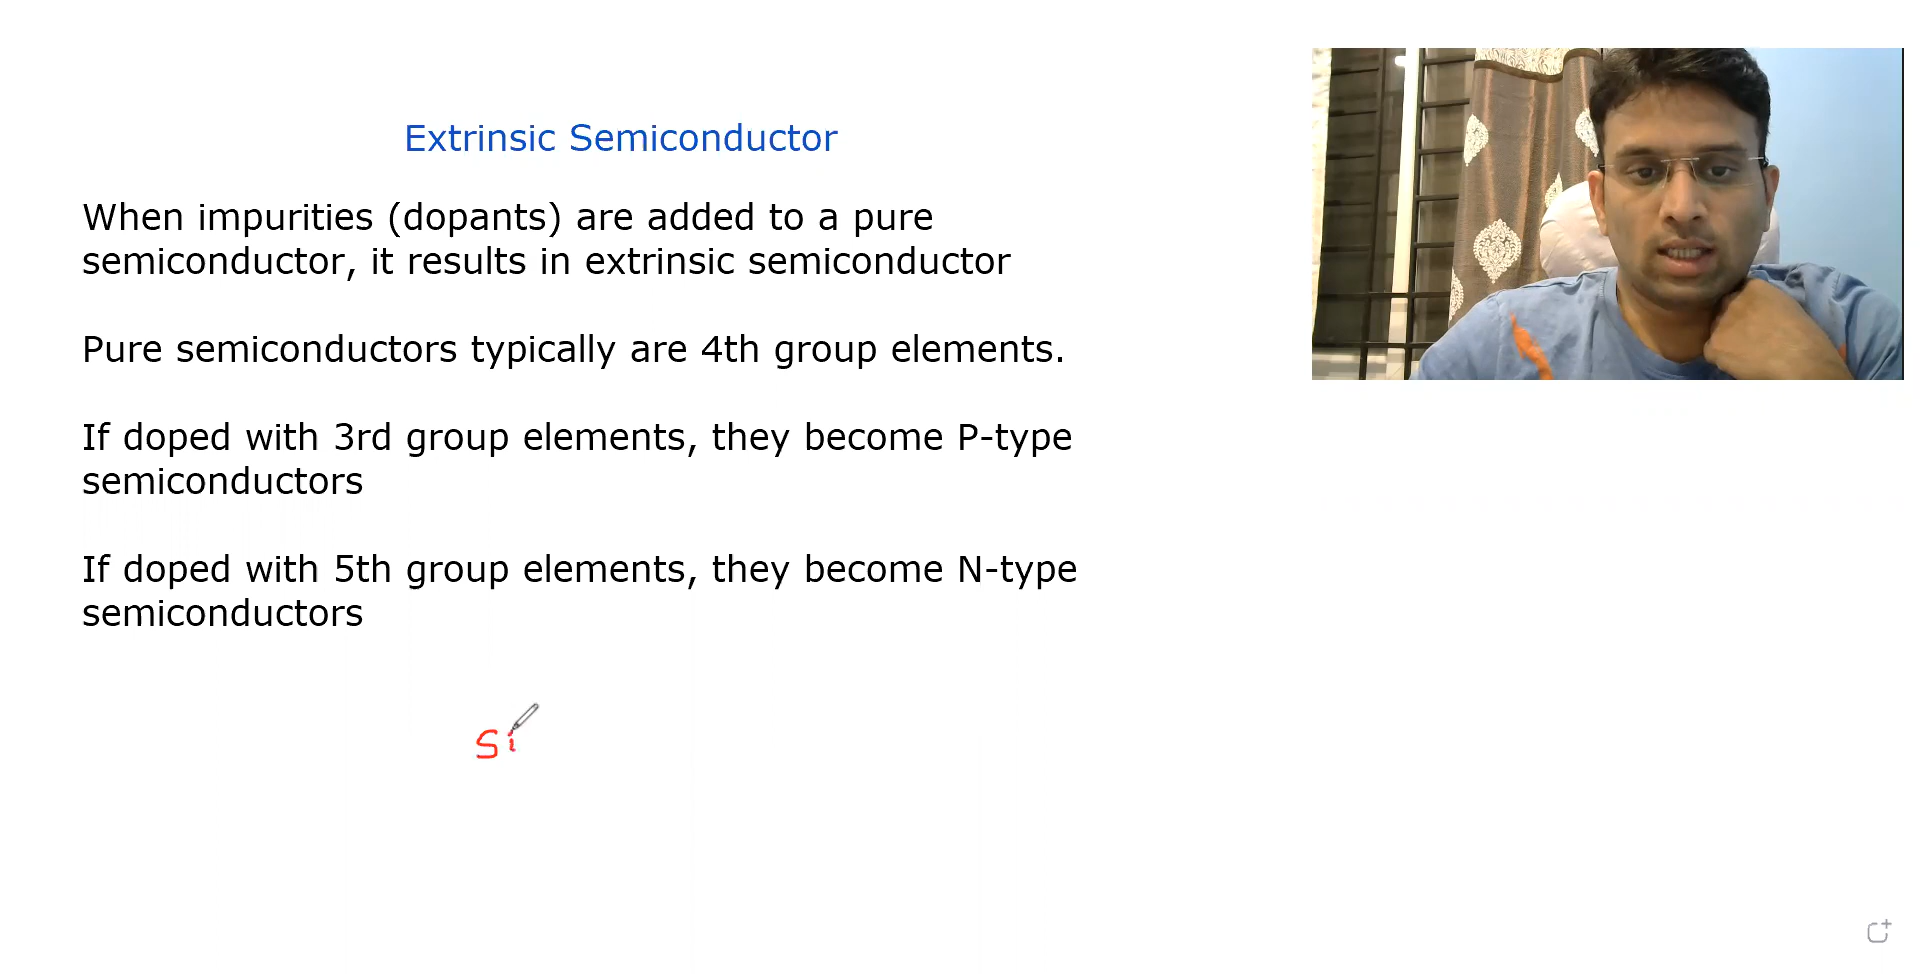 Extrinsic Semiconductor
When impurities (dopants) are added to a pure
semiconductor, it results in extrinsic semiconductor
Pure semiconductors typically are 4th group elements.
If doped with 3rd group elements, they become P-type
semiconductors
If doped with 5th group elements, they become N-type
semiconductors
Si